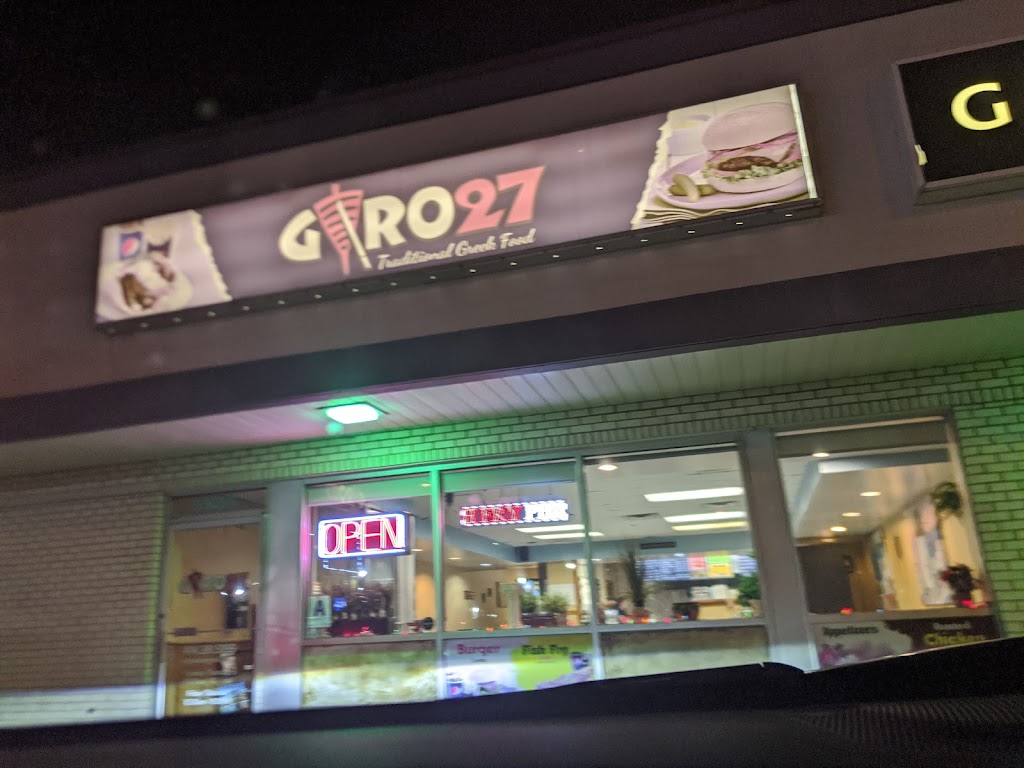 GYRO27
Traditional Greek Food
G
OPEN
A
Burger
Fish Fry
Appetizers
Chicken